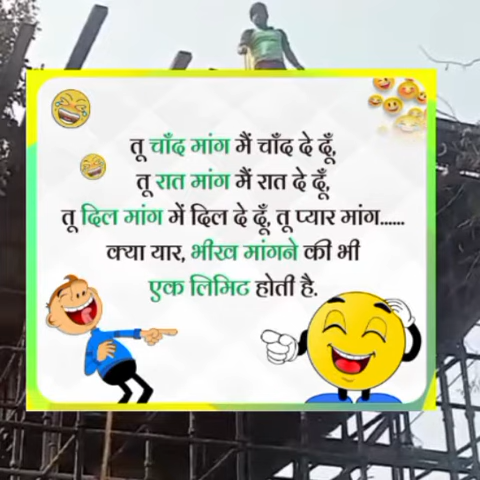 तू चाँद मांग मैं चाँद दे दूँ,
तू रात मांग मैं रात दे दूँ,
तू दिल मांग में दिल दे दूँ, तू प्यार मांग......
क्या यार, भीख मांगने की भी
एक लिमिट होती है.